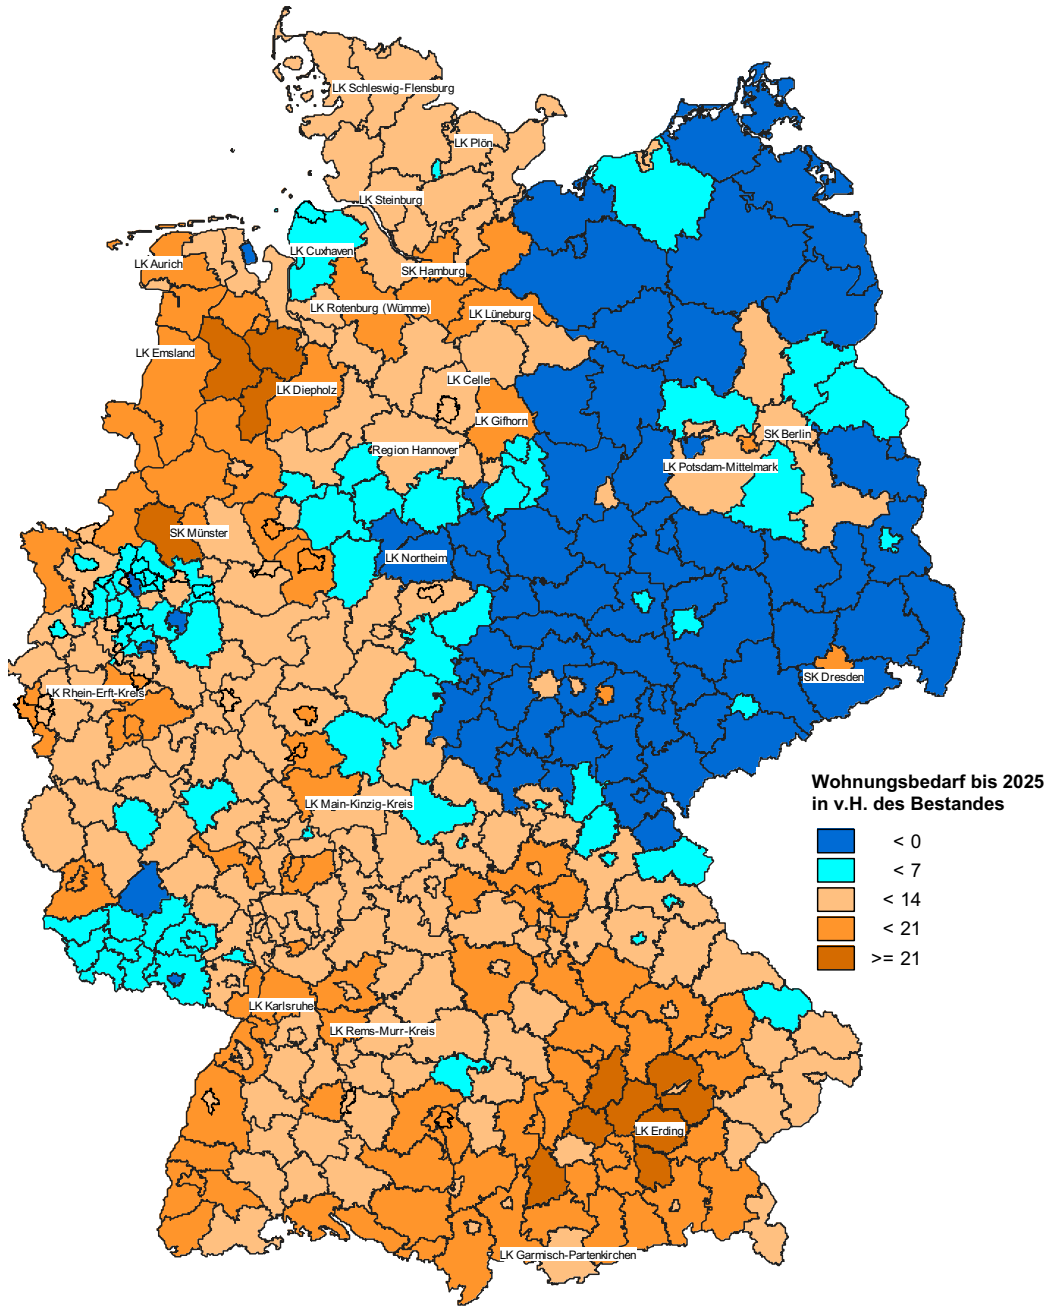 LK Schleswig-Flensburg
LK Plön
LK Steinburg
LK Cuxhaven
LK Aurich
SK Hamburg
LK Rotenburg (Wümme)
LK Lüneburg
LK Emsland
LK Celle
LK Diepholz
LK Gifhorn
SK Berlin
Region Hannover
LK Potsdam-Mittelmark
SK Münster
LK Northeim
SK Dresden
LK Rhein-Erft-Kreis
Wohnungsbedarf bis 2025
in v.H. des Bestandes
< 0
< 7
< 14
< 21
>= 21
LK Main-Kinzig-Kreis
LK Karlsruhe
LK Rems-Murr-Kreis
LK Erding
LK Garmisch-Partenkirchen